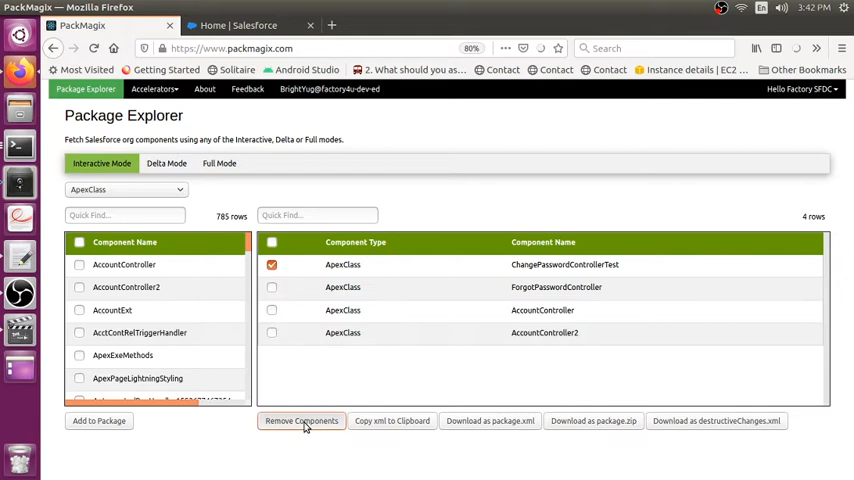 Mozilla Firefox
En
3:42 PM
PackMagix
Home | Salesforce
https://www.packmagix.com
80%
Search
Most Visited
Getting Started
Solitaire
Android Studio
2. What should you as...
Contact
Contact
Contact
Instance details | EC2 ...
Other Bookmarks
Package Explorer
Accelerators
About
Feedback
BrightYug@factory4u-dev-ed
Hello Factory SFDC
Package Explorer
Fetch Salesforce org components using any of the Interactive, Delta or Full modes.
Interactive Mode
Delta Mode
Full Mode
ApexClass
Quick Find...
785 rows
Quick Find...
4 rows
Component Name
Component Type
Component Name
AccountController
ApexClass
ChangePasswordControllerTest
AccountController2
ApexClass
ForgotPasswordController
AccountExt
ApexClass
AccountController
AcctContRelTriggerHandler
ApexClass
AccountController2
ApexExeMethods
ApexPageLightningStyling
Add to Package
Remove Components
Copy xml to Clipboard
Download as package.xml
Download as package.zip
Download as destructiveChanges.xml